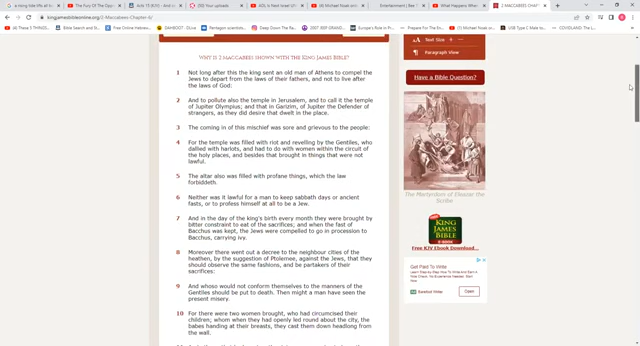 kingjamesbibleonline.org/2-Maccabees-Chapter-6/
WHY IS 2 MACCABEES SHOWN WITH THE KING JAMES BIBLE?
1 Not long after this the king sent an old man of Athens to compel the
Jews to depart from the laws of their fathers, and not to live after
the laws of God:
2 And to pollute also the temple in Jerusalem, and to call it the temple
of Jupiter Olympius; and that in Garizim, of Jupiter the Defender of
strangers, as they did desire that dwelt in the place.
3 The coming in of this mischief was sore and grievous to the people:
4 For the temple was filled with riot and revelling by the Gentiles, who
dallied with harlots, and had to do with women within the circuit of
the holy places, and besides that brought in things that were not
lawful.
5 The altar also was filled with profane things, which the law
forbiddeth.
6 Neither was it lawful for a man to keep sabbath days or ancient
fasts, or to profess himself at all to be a Jew.
7 And in the day of the king's birth every month they were brought by
bitter constraint to eat of the sacrifices; and when the fast of
Bacchus was kept, the Jews were compelled to go in procession to
Bacchus, carrying ivy.
8 Moreover there went out a decree to the neighbour cities of the
heathen, by the suggestion of Ptolemee, against the Jews, that they
should observe the same fashions, and be partakers of their
sacrifices:
9 And whoso would not conform themselves to the manners of the
Gentiles should be put to death. Then might a man have seen the
present misery.
10 For there were two women brought, who had circumcised their
children; whom when they had openly led round about the city, the
babes handing at their breasts, they cast them down headlong from
the wall.
Text Size
Paragraph View
Have a Bible Question?
The Martyrdom of Eleazar the
Scribe
KING
JAMES
BIBLE
E-BOOK
Free KJV Ebook Download...
Get Paid to Write
Ad
Barefoot Writer
Open